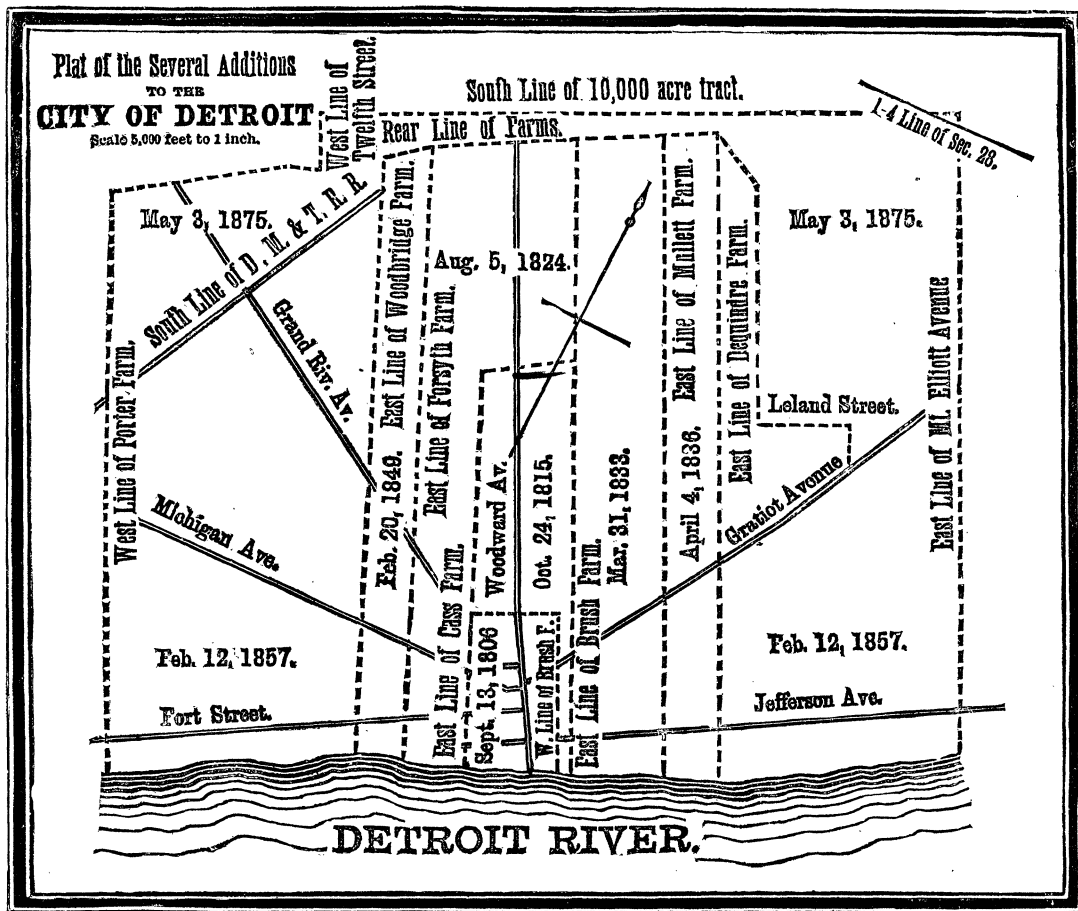 Plat of the Several Additions
TO THE
CITY OF DETROIT
Scale 5,000 feet to 1 inch.
West Line of
Twelfth Street.
South Line of 10,000 acre tract.
Rear Line of Farms.
1-4 Line of Sec. 28.
May 3, 1875.
South Line of D. M. & T. R R.
Grand Riv. Av.
West Line of Porter Farm.
Michigan Ave.
Feb. 12, 1857.
Fort Street.
Feb. 20, 1849.
East Line of Woodbridge Farm.
East Line of Forsyth Farm.
Aug. 5, 1824.
East Line of Cass Farm.
Woodward Av.
Oct. 24, 1815.
Sept. 13, 1806
W. Line of Brush F.
East Line of Brush Farm.
Mar. 31, 1833.
April 4, 1836.
East Line of Mullett Farm.
East Line of Dequindre Farm.
May 3, 1875.
Leland Street.
Gratiot Avenue
East Line of Mt. Elliott Avenue
Feb. 12, 1857.
Jefferson Ave.
DETROIT RIVER.